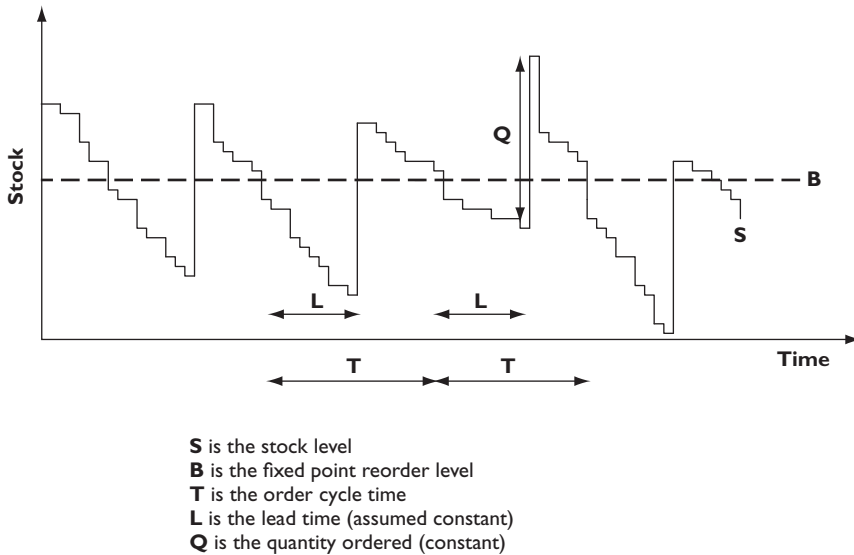 Stock
Q
B
S
L
L
Time
T
T
S is the stock level
B is the fixed point reorder level
T is the order cycle time
L is the lead time (assumed constant)
Q is the quantity ordered (constant)